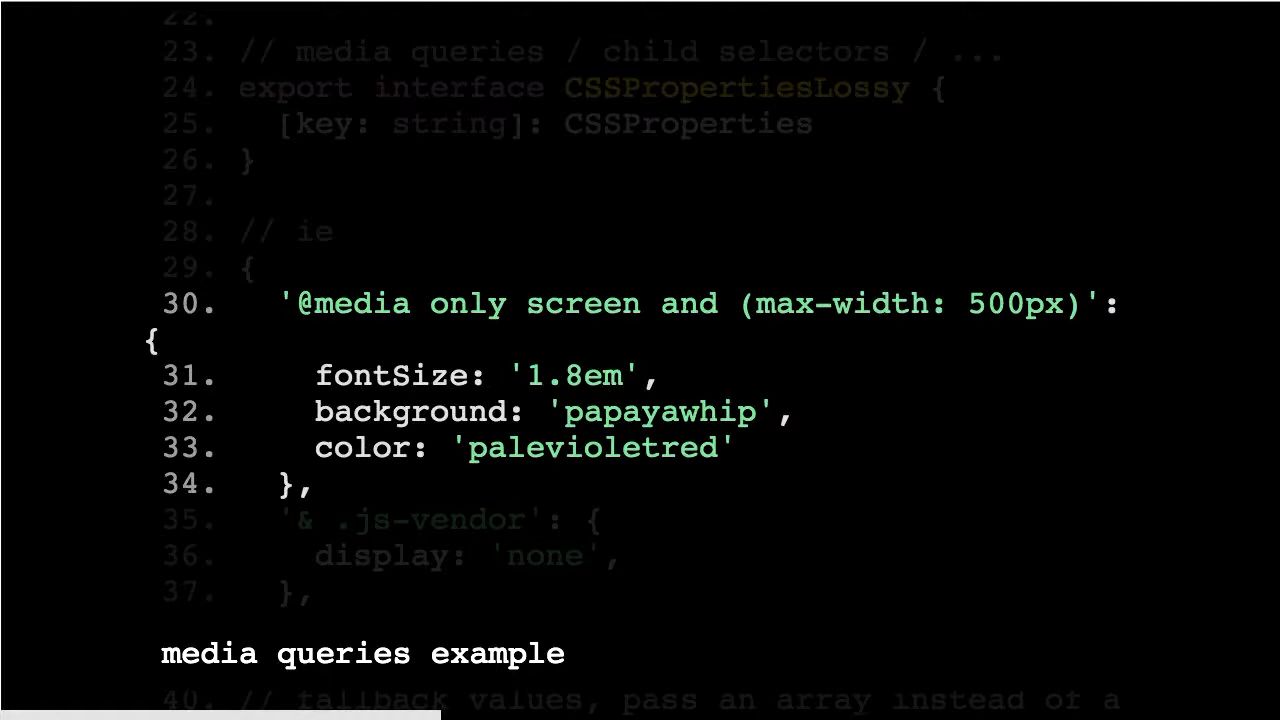 22.
23. // media queries / child selectors / ...
24. export interface CSSPropertiesLossy {
25.   [key: string]: CSSProperties
26. }
27.
28. // ie
29. {
30.   '@media only screen and (max-width: 500px)':
{
31.     fontSize: '1.8em',
32.     background: 'papayawhip',
33.     color: 'palevioletred'
34.   },
35.   '& .js-vendor': {
36.     display: 'none',
37.   },
media queries example
40. // fallback values, pass an array instead of a